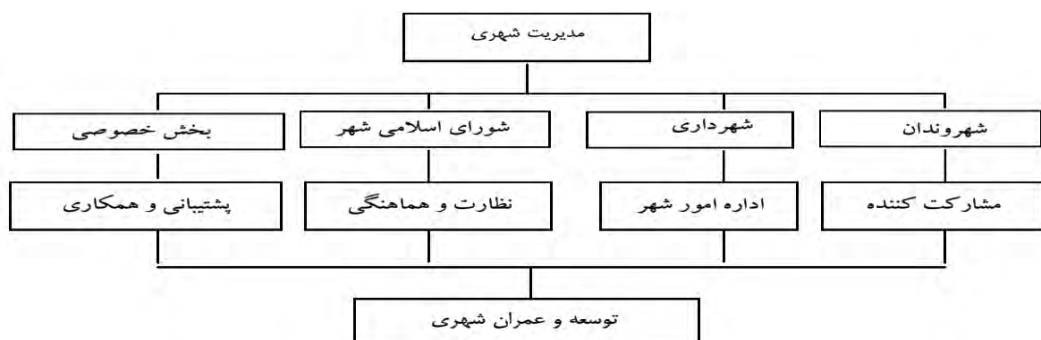 مدیریت شهری
شهروندان
شهرداری
شورای اسلامی شهر
بخش خصوصی
مشارکت کننده
اداره امور شهر
نظارت و هماهنگی
پشتیبانی و همکاری
توسعه و عمران شهری